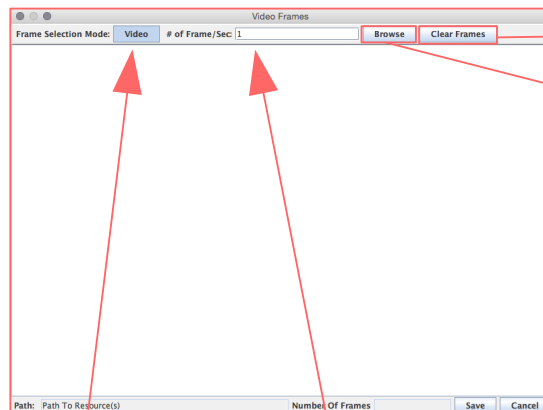 Video Frames
Frame Selection Mode: Video # of Frame/Sec: 1 Browse Clear Frames
Path: Path To Resource(s) Number Of Frames Save Cancel